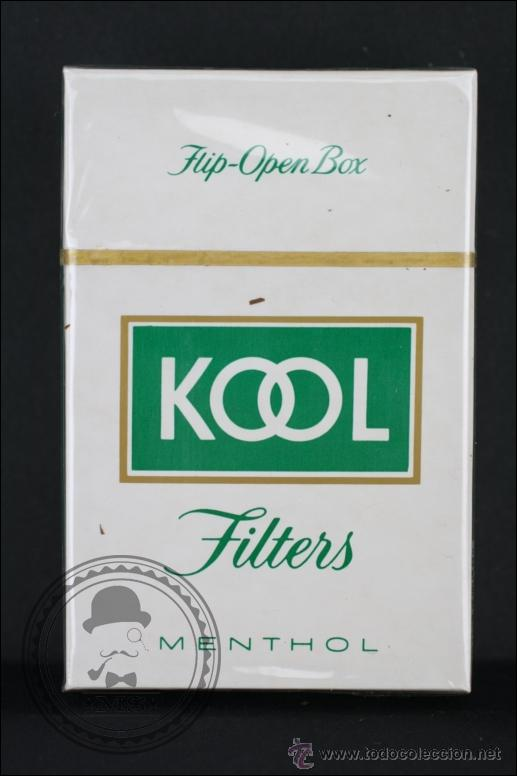 Flip-Open Box
KOOL
Filters
MENTHOL
www.todocoleccion.net